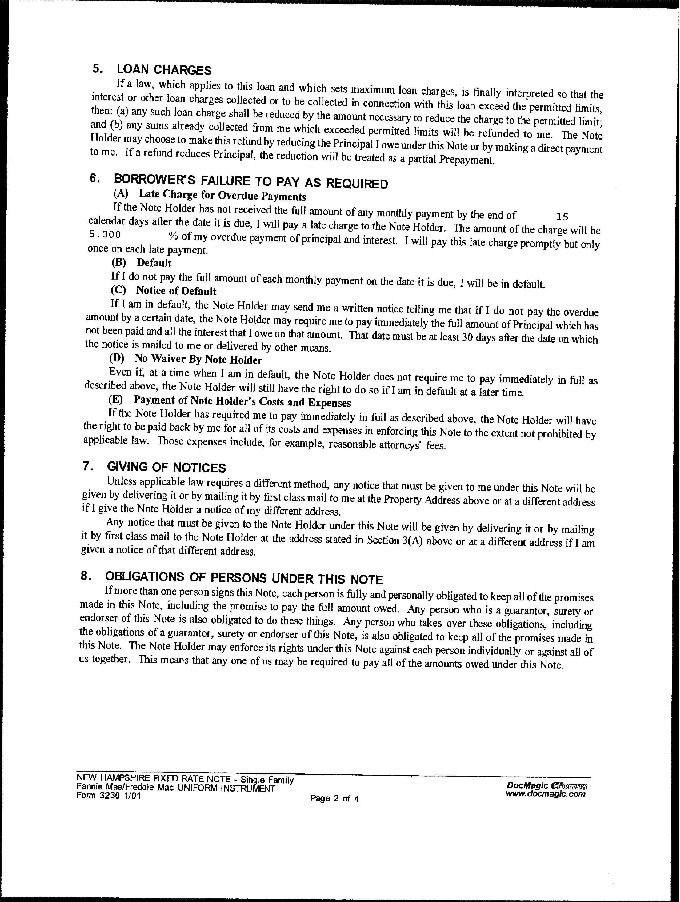 5. LOAN CHARGES
If a law, which applies to this loan and which sets maximum loan charges, is finally interpreted so that the
interest or other loan charges collected or to be collected in connection with this loan exceed the permitted limits,
then: (a) any such loan charge shall be reduced by the amount necessary to reduce the charge to the permitted limit;
and (b) any sums already collected from me which exceeded permitted limits will be refunded to me. The Note
Holder may choose to make this refund by reducing the Principal I owe under this Note or by making a direct payment
to me. If a refund reduces Principal, the reduction will be treated as a partial Prepayment.
6. BORROWER'S FAILURE TO PAY AS REQUIRED
(A) Late Charge for Overdue Payments
If the Note Holder has not received the full amount of any monthly payment by the end of 15
calendar days after the date it is due, I will pay a late charge to the Note Holder. The amount of the charge will be
5.000 % of my overdue payment of principal and interest. I will pay this late charge promptly but only
once on each late payment.
(B) Default
If I do not pay the full amount of each monthly payment on the date it is due, I will be in default.
(C) Notice of Default
If I am in default, the Note Holder may send me a written notice telling me that if I do not pay the overdue
amount by a certain date, the Note Holder may require me to pay immediately the full amount of Principal which has
not been paid and all the interest that I owe on that amount. That date must be at least 30 days after the date on which
the notice is mailed to me or delivered by other means.
(D) No Waiver By Note Holder
Even if, at a time when I am in default, the Note Holder does not require me to pay immediately in full as
described above, the Note Holder will still have the right to do so if I am in default at a later time.
(E) Payment of Note Holder's Costs and Expenses
If the Note Holder has required me to pay immediately in full as described above, the Note Holder will have
the right to be paid back by me for all of its costs and expenses in enforcing this Note to the extent not prohibited by
applicable law. Those expenses include, for example, reasonable attorneys' fees.
7. GIVING OF NOTICES
Unless applicable law requires a different method, any notice that must be given to me under this Note will be
given by delivering it or by mailing it by first class mail to me at the Property Address above or at a different address
if I give the Note Holder a notice of my different address.
Any notice that must be given to the Note Holder under this Note will be given by delivering it or by mailing
it by first class mail to the Note Holder at the address stated in Section 3(A) above or at a different address if I am
given a notice of that different address.
8. OBLIGATIONS OF PERSONS UNDER THIS NOTE
If more than one person signs this Note, each person is fully and personally obligated to keep all of the promises
made in this Note, including the promise to pay the full amount owed. Any person who is a guarantor, surety or
endorser of this Note is also obligated to do these things. Any person who takes over these obligations, including
the obligations of a guarantor, surety or endorser of this Note, is also obligated to keep all of the promises made in
this Note. The Note Holder may enforce its rights under this Note against each person individually or against all of
us together. This means that any one of us may be required to pay all of the amounts owed under this Note.
NEW HAMPSHIRE FIXED RATE NOTE - Single Family
Fannie Mae/Freddie Mac UNIFORM INSTRUMENT
Form 3230 1/01
Page 2 of 4
DocMagic
www.docmagic.com